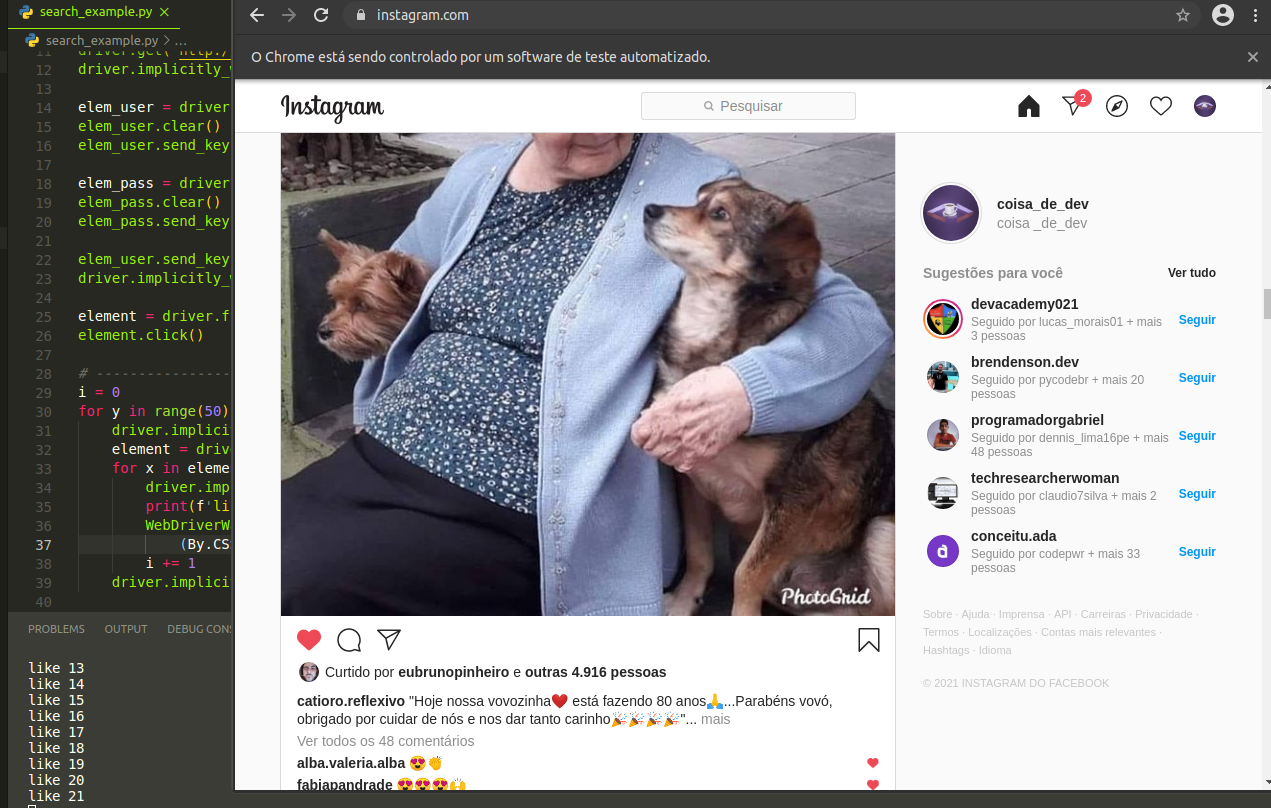 search_example.py
search_example.py > ...
11 driver.get('http:/
12 driver.implicitly_
13
14 elem_user = driver
15 elem_user.clear()
16 elem_user.send_key
17
18 elem_pass = driver
19 elem_pass.clear()
20 elem_pass.send_key
21
22 elem_user.send_key
23 driver.implicitly_
24
25 element = driver.f
26 element.click()
27
28 # ----------------
29 i = 0
30 for y in range(50)
31 driver.implici
32 element = driv
33 for x in eleme
34 driver.imp
35 print(f'li
36 WebDriverW
37 (By.CS
38 i += 1
39 driver.implici
40
PROBLEMS OUTPUT DEBUG CONS
like 13
like 14
like 15
like 16
like 17
like 18
like 19
like 20
like 21
instagram.com
O Chrome está sendo controlado por um software de teste automatizado.
Instagram
Pesquisar
2
PhotoGrid
Curtido por eubrunopinheiro e outras 4.916 pessoas
catioro.reflexivo "Hoje nossa vovozinha❤️ está fazendo 80 anos🙏...Parabéns vovó,
obrigado por cuidar de nós e nos dar tanto carinho🎉🎉🎉🎉"... mais
Ver todos os 48 comentários
alba.valeria.alba 😍👏
fabiapandrade 😍😍😍🙌
coisa_de_dev
coisa _de_dev
Sugestões para você Ver tudo
devacademy021
Seguido por lucas_morais01 + mais
3 pessoas
Seguir
brendenson.dev
Seguido por pycodebr + mais 20
pessoas
Seguir
programadorgabriel
Seguido por dennis_lima16pe + mais
48 pessoas
Seguir
techresearcherwoman
Seguido por claudio7silva + mais 2
pessoas
Seguir
conceitu.ada
Seguido por codepwr + mais 33
pessoas
Seguir
Sobre · Ajuda · Imprensa · API · Carreiras · Privacidade ·
Termos · Localizações · Contas mais relevantes ·
Hashtags · Idioma
© 2021 INSTAGRAM DO FACEBOOK